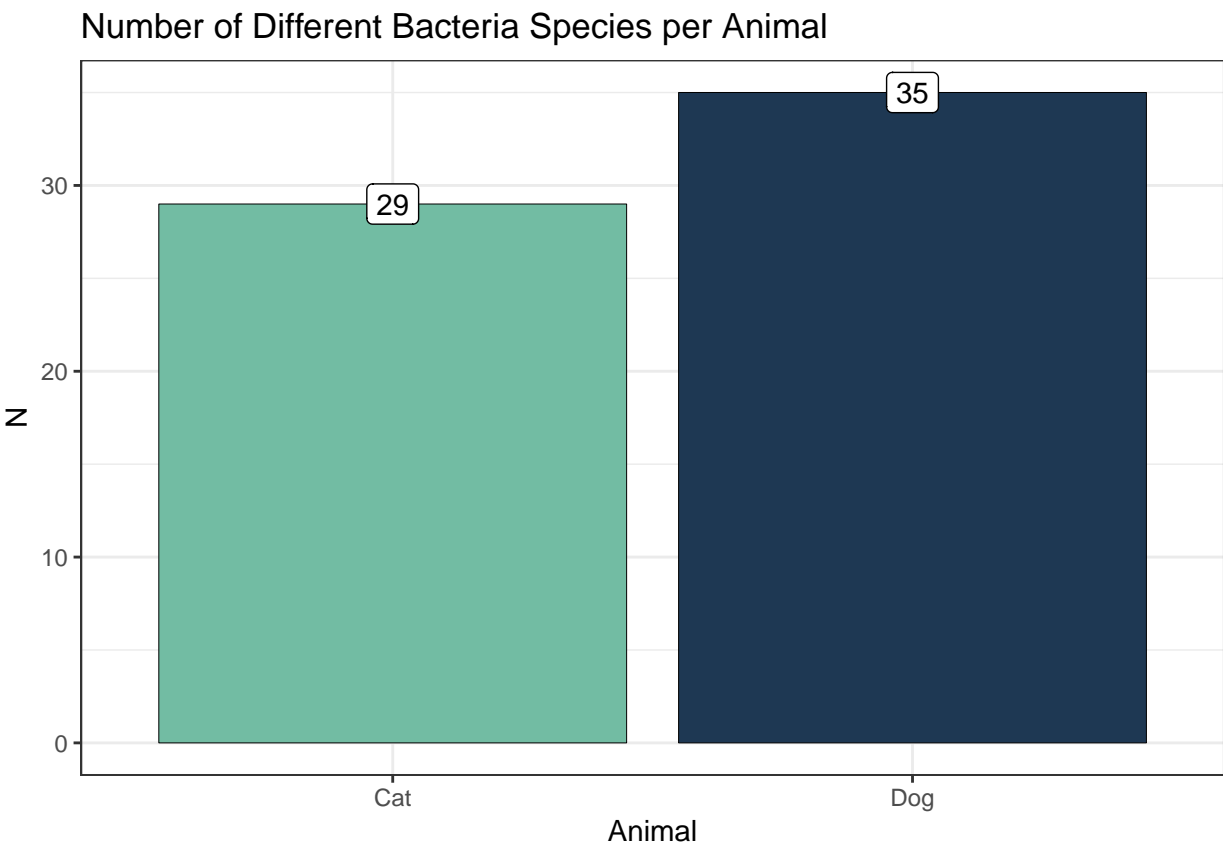 Number of Different Bacteria Species per Animal
35
29
30
20
10
0
N
Cat
Dog
Animal